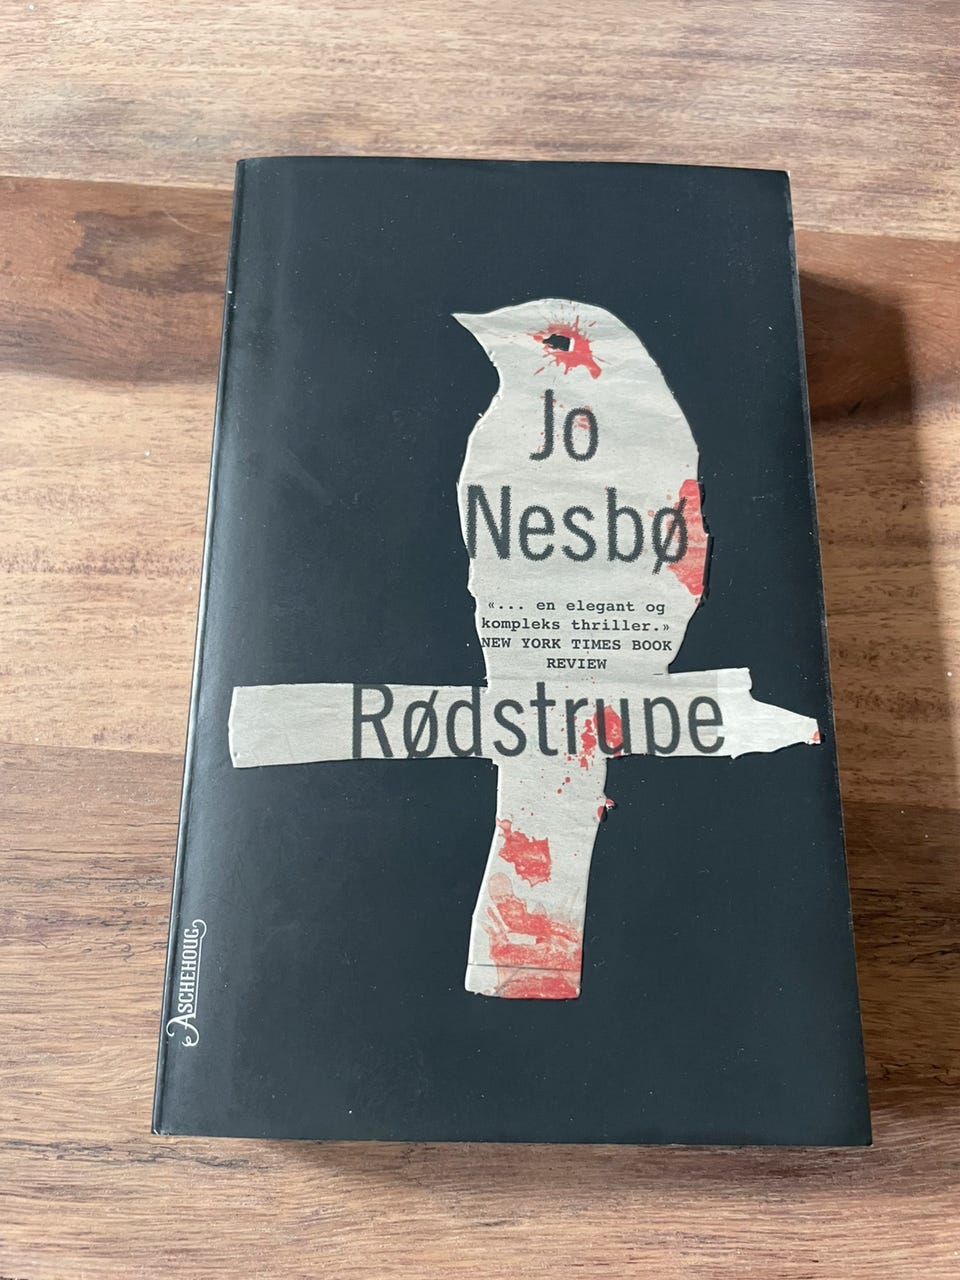 Jo
Nesbø
«... en elegant og
kompleks thriller.»
NEW YORK TIMES BOOK
REVIEW
Rødstrupe
ASCHEHOUG